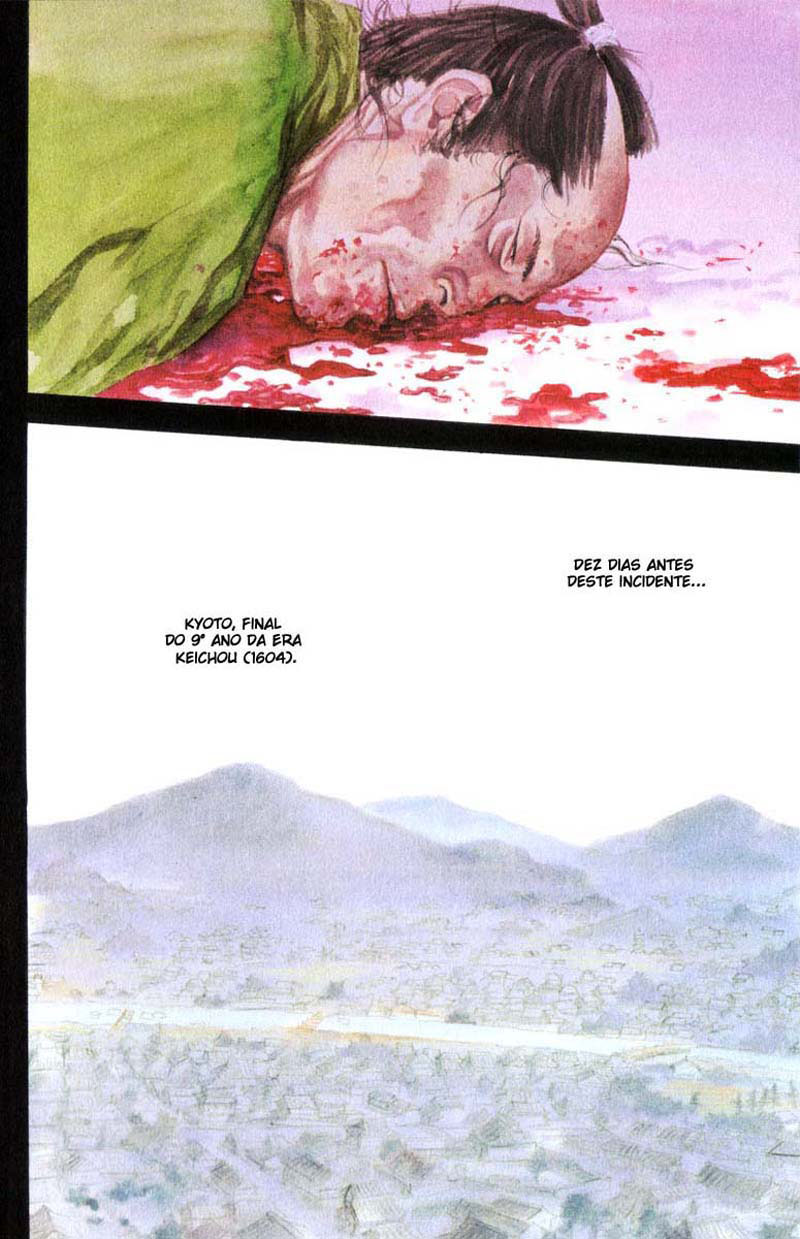 DEZ DIAS ANTES
DESTE INCIDENTE...
KYOTO, FINAL
DO 9º ANO DA ERA
KEICHOU (1604).